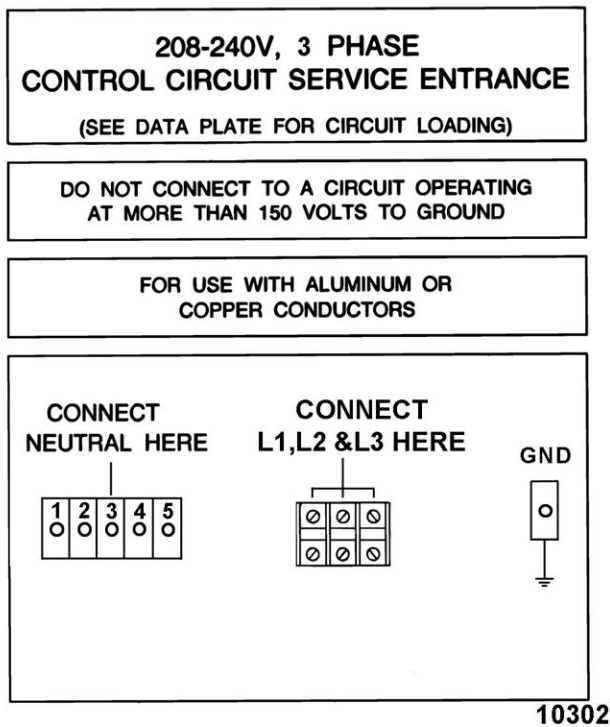 208-240V, 3 PHASE
CONTROL CIRCUIT SERVICE ENTRANCE
(SEE DATA PLATE FOR CIRCUIT LOADING)
DO NOT CONNECT TO A CIRCUIT OPERATING
AT MORE THAN 150 VOLTS TO GROUND
FOR USE WITH ALUMINUM OR
COPPER CONDUCTORS
CONNECT
NEUTRAL HERE
1 2 3 4 5
CONNECT
L1,L2 &L3 HERE
GND
10302